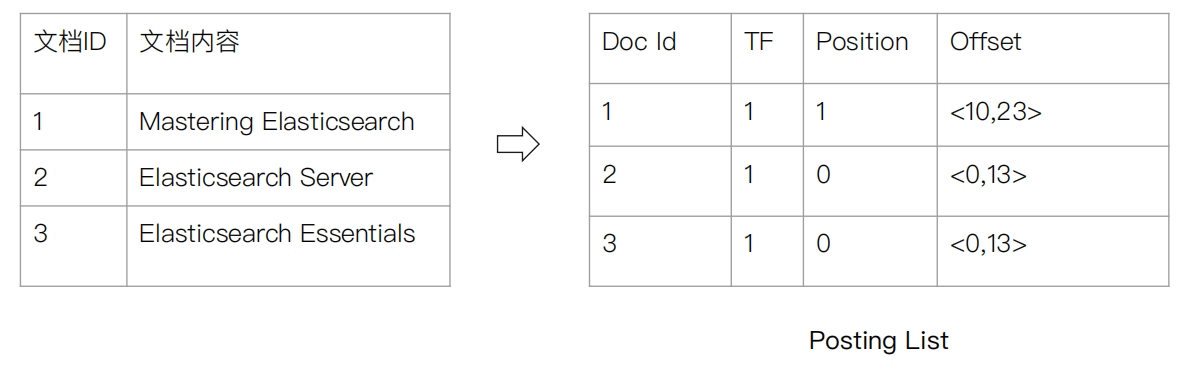 文档ID 文档内容
1 Mastering Elasticsearch
2 Elasticsearch Server
3 Elasticsearch Essentials
Doc Id TF Position Offset
1 1 1 <10,23>
2 1 0 <0,13>
3 1 0 <0,13>
Posting List